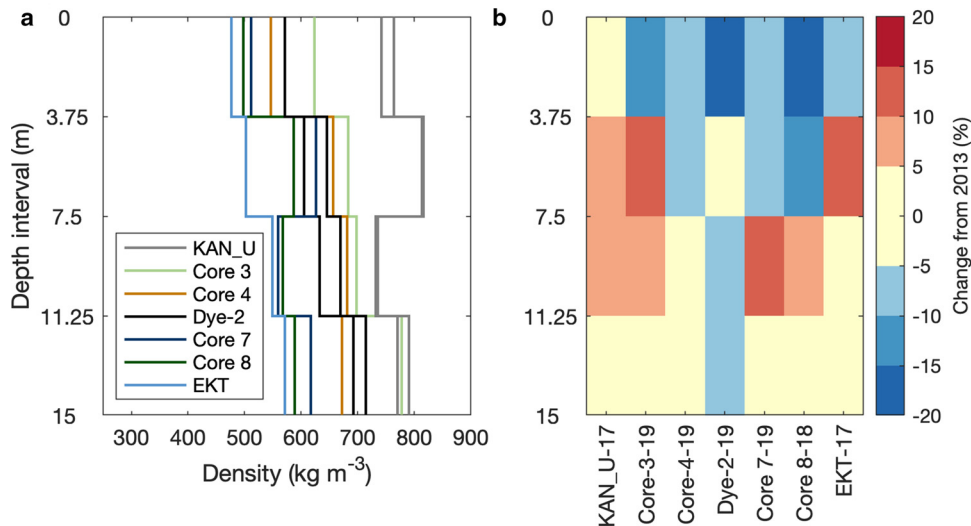 a
0
3.75
7.5
11.25
15
Depth interval (m)
KAN_U
Core 3
Core 4
Dye-2
Core 7
Core 8
EKT
300 400 500 600 700 800 900
Density (kg m⁻³)
b
0
3.75
7.5
11.25
15
KAN_U-17
Core-3-19
Core-4-19
Dye-2-19
Core 7-19
Core 8-18
EKT-17
20
15
10
5
0
-5
-10
-15
-20
Change from 2013 (%)